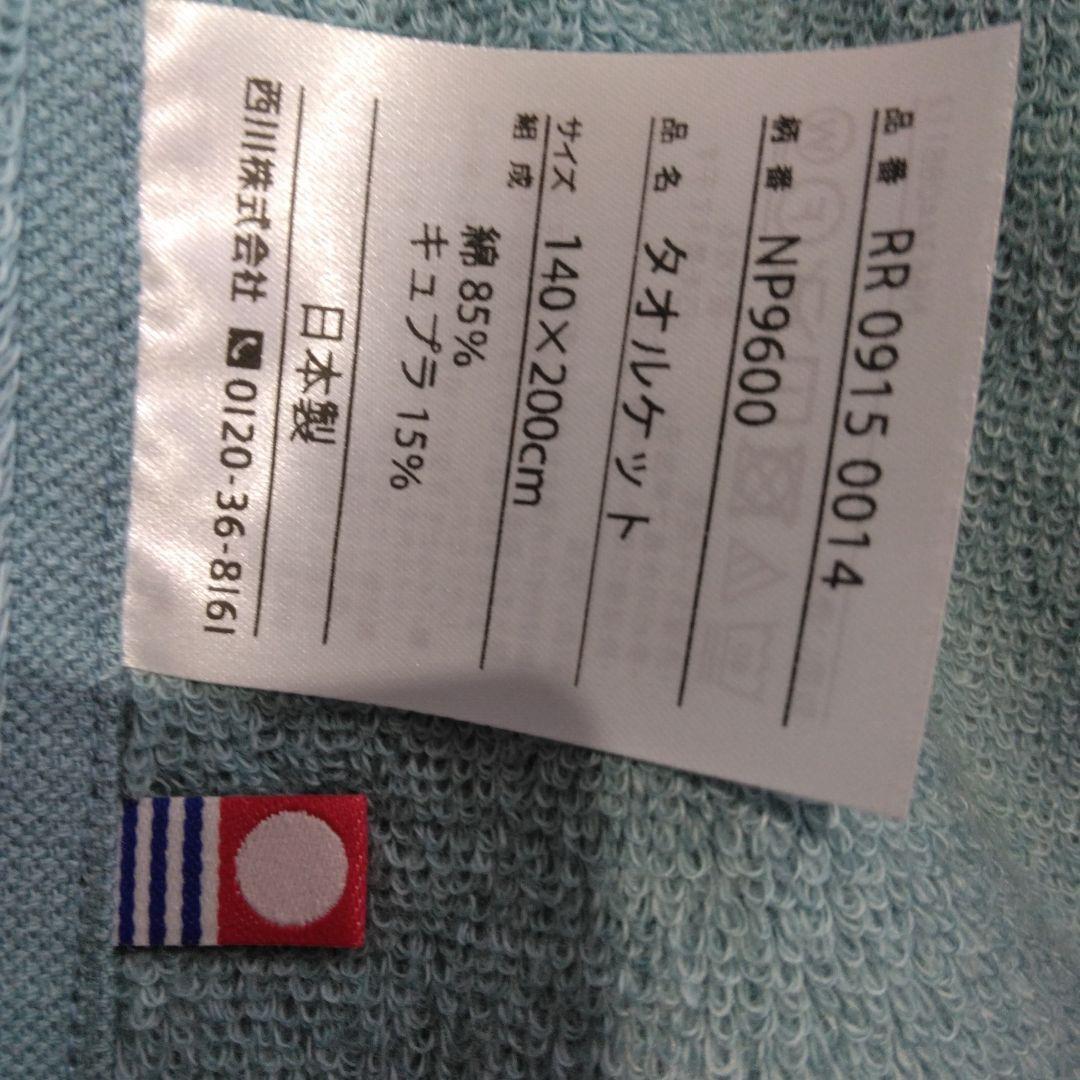 品番 RR 0915 0014
柄番 NP9600
品名 タオルケット
サイズ 140×200cm
組成
綿 85%
キュプラ 15%
日本製
西川株式会社 0120-36-8161